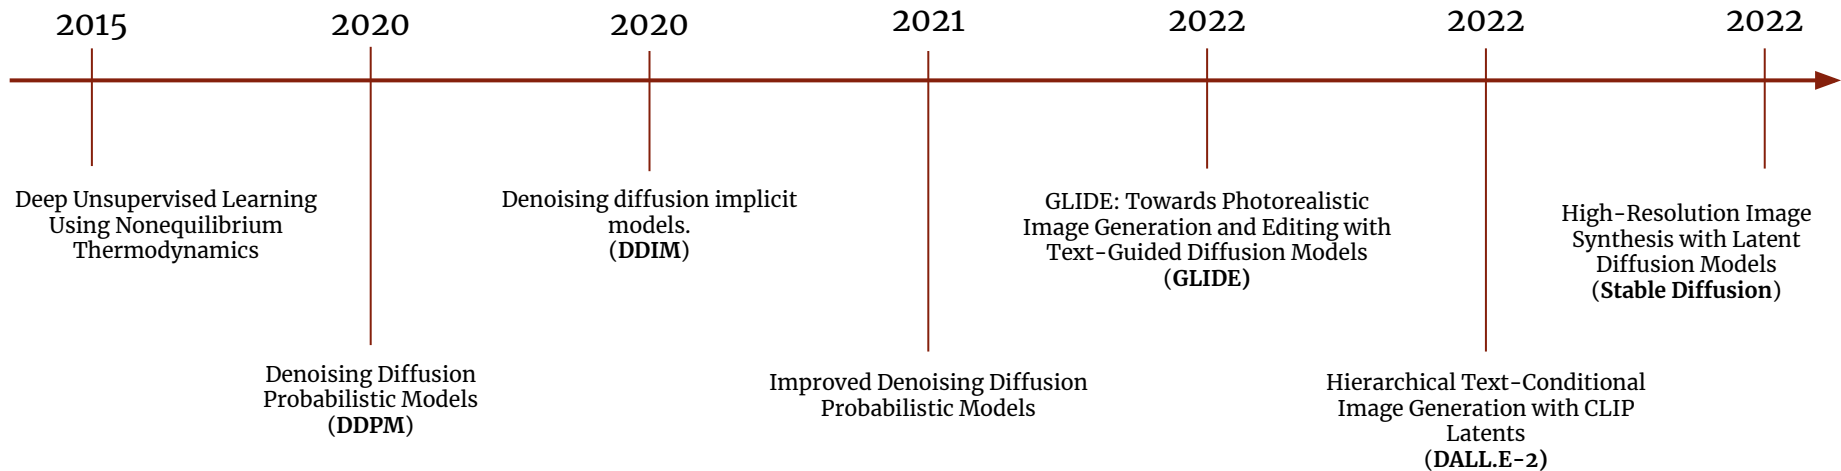 2015
2020
2020
2021
2022
2022
2022
Deep Unsupervised Learning
Using Nonequilibrium
Thermodynamics
Denoising Diffusion
Probabilistic Models
(DDPM)
Denoising diffusion implicit
models.
(DDIM)
Improved Denoising Diffusion
Probabilistic Models
GLIDE: Towards Photorealistic
Image Generation and Editing with
Text-Guided Diffusion Models
(GLIDE)
Hierarchical Text-Conditional
Image Generation with CLIP
Latents
(DALL.E-2)
High-Resolution Image
Synthesis with Latent
Diffusion Models
(Stable Diffusion)